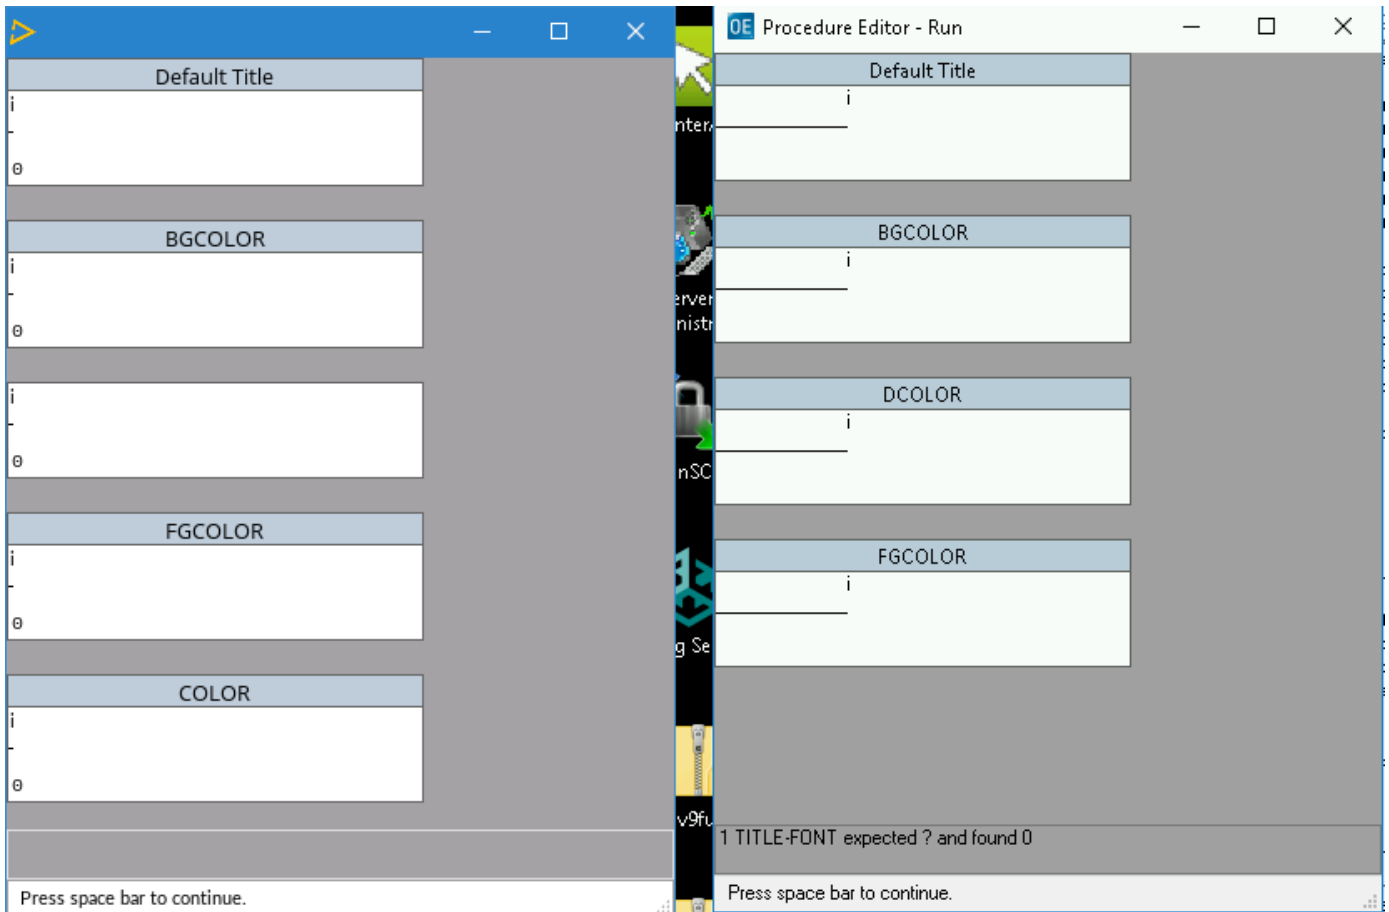 Default Title
i
-
0
BGCOLOR
i
-
0
i
-
0
FGCOLOR
i
-
0
COLOR
i
-
0
Press space bar to continue.
nter
erver
nistr
nSC
g Se
v9fu
OE Procedure Editor - Run
Default Title
i
BGCOLOR
i
DCOLOR
i
FGCOLOR
i
1 TITLE-FONT expected ? and found 0
Press space bar to continue.